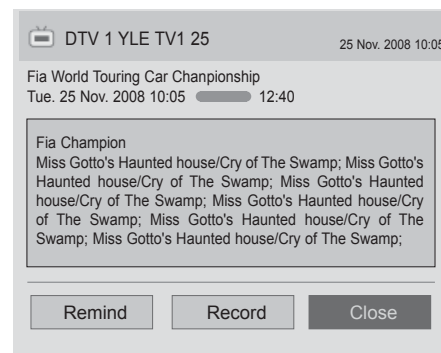 DTV 1 YLE TV1 25
25 Nov. 2008 10:05
Fia World Touring Car Chanpionship
Tue. 25 Nov. 2008 10:05 12:40
Fia Champion
Miss Gotto's Haunted house/Cry of The Swamp; Miss Gotto's
Haunted house/Cry of The Swamp; Miss Gotto's Haunted
house/Cry of The Swamp; Miss Gotto's Haunted house/Cry
of The Swamp; Miss Gotto's Haunted house/Cry of The
Swamp; Miss Gotto's Haunted house/Cry of The Swamp;
Remind
Record
Close